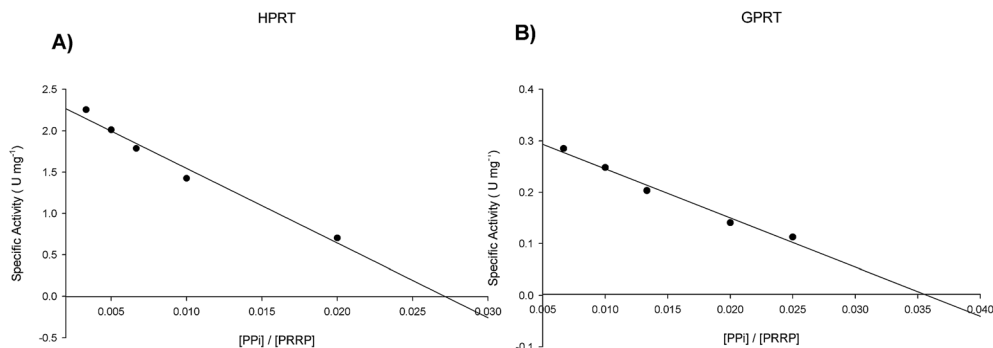 HPRT
A)
2.5
2.0
1.5
1.0
0.5
0.0
-0.5
Specific Activity ( U mg-1)
0.005 0.010 0.015 0.020 0.025 0.030
[PPi] / [PRRP]
GPRT
B)
0.4
0.3
0.2
0.1
0.0
-0.1
Specific Activity ( U mg-1)
0.005 0.010 0.015 0.020 0.025 0.030 0.035 0.040
[PPi] / [PRRP]